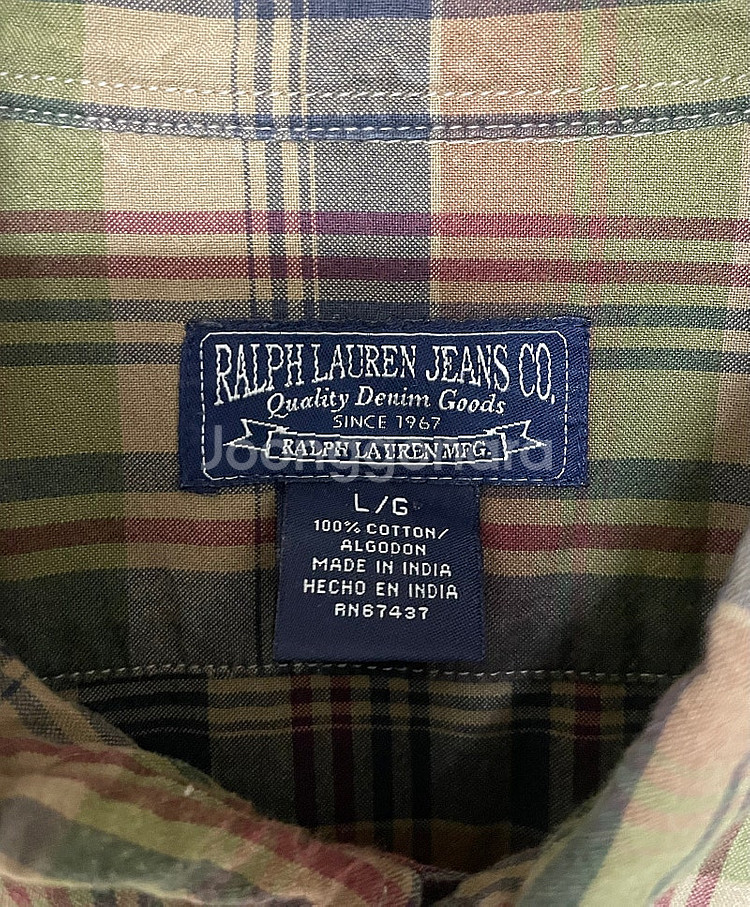 RALPH LAUREN JEANS CO.
Quality Denim Goods
SINCE 1967
RALPH LAUREN MFG.
Joonggonara
L/G
100% COTTON/
ALGODON
MADE IN INDIA
HECHO EN INDIA
RN67437